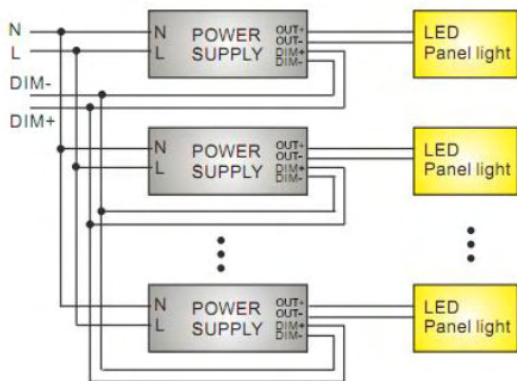 N
L
DIM-
DIM+
N
L
POWER
SUPPLY
OUT+
OUT-
DIM+
DIM-
LED
Panel light
N
L
POWER
SUPPLY
OUT+
OUT-
DIM+
DIM-
LED
Panel light
N
L
POWER
SUPPLY
OUT+
OUT-
DIM+
DIM-
LED
Panel light